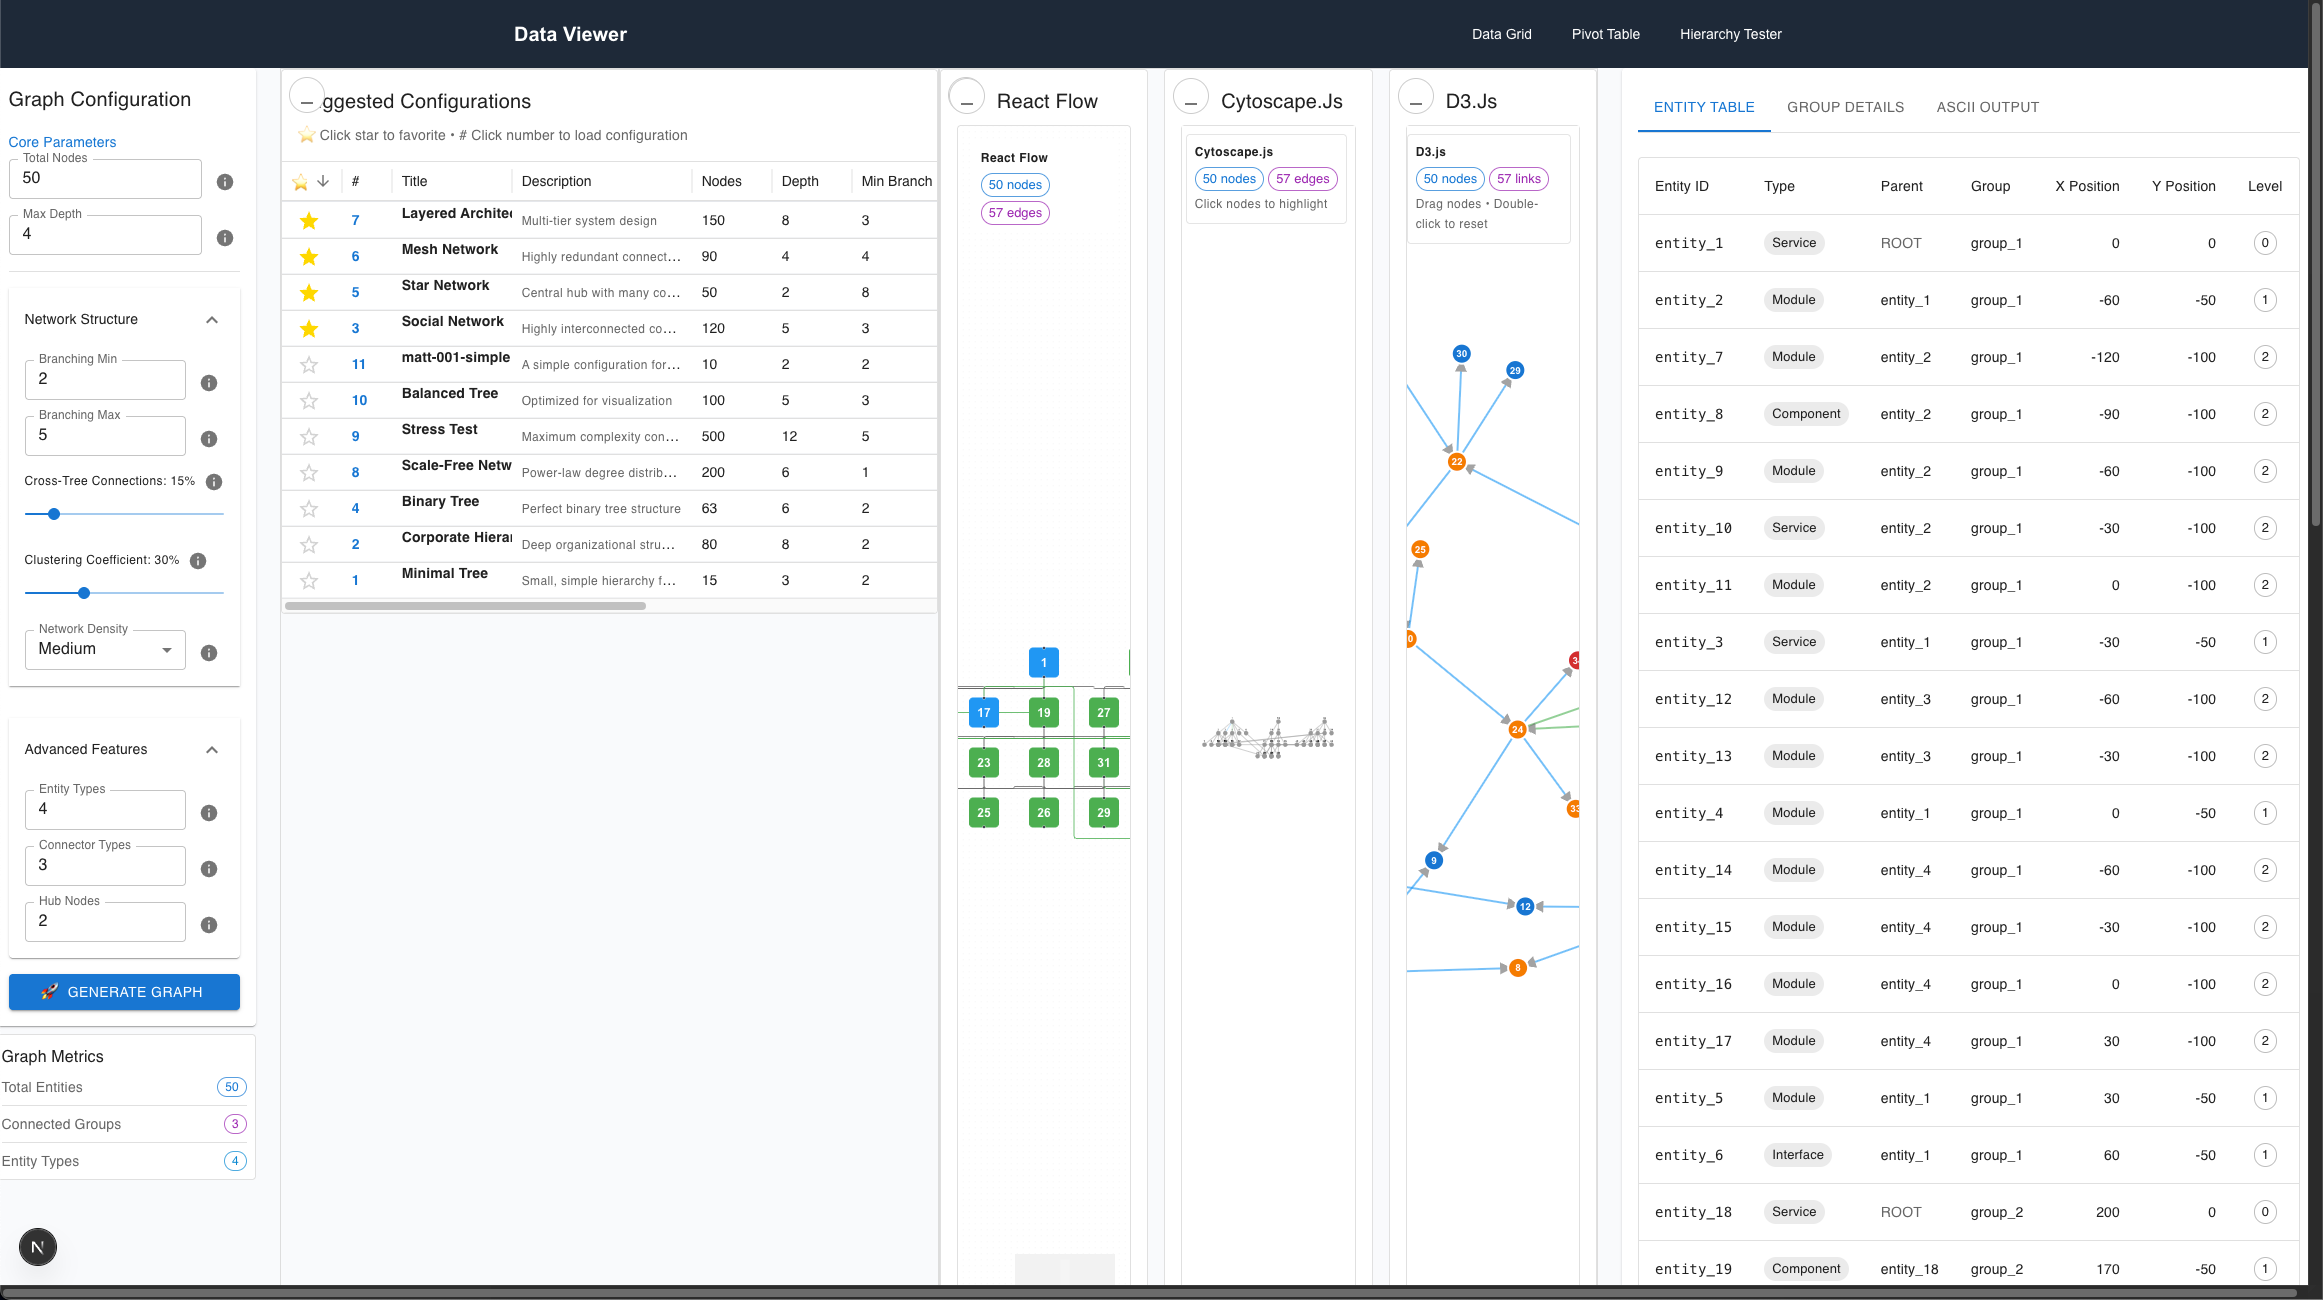 Data Viewer
Data Grid
Pivot Table
Hierarchy Tester
Graph Configuration
Core Parameters
Total Nodes
50
Max Depth
4
Network Structure
Branching Min
2
Branching Max
5
Cross-Tree Connections: 15%
Clustering Coefficient: 30%
Network Density
Medium
Advanced Features
Entity Types
4
Connector Types
3
Hub Nodes
2
🚀 GENERATE GRAPH
Graph Metrics
Total Entities 50
Connected Groups 3
Entity Types 4
N
ggested Configurations
⭐ Click star to favorite • # Click number to load configuration
⭐ ↓ # Title Description Nodes Depth Min Branch
7 Layered Archite Multi-tier system design 150 8 3
6 Mesh Network Highly redundant connect... 90 4 4
5 Star Network Central hub with many co... 50 2 8
3 Social Network Highly interconnected co... 120 5 3
11 matt-001-simple A simple configuration for... 10 2 2
10 Balanced Tree Optimized for visualization 100 5 3
9 Stress Test Maximum complexity con... 500 12 5
8 Scale-Free Netw Power-law degree distrib... 200 6 1
4 Binary Tree Perfect binary tree structure 63 6 2
2 Corporate Hierar Deep organizational stru... 80 8 2
1 Minimal Tree Small, simple hierarchy f... 15 3 2
React Flow
React Flow
50 nodes
57 edges
1
17 19 27
23 28 31
25 26 29
Cytoscape.Js
Cytoscape.js
50 nodes 57 edges
Click nodes to highlight
D3.Js
D3.js
50 nodes 57 links
Drag nodes • Double-
click to reset
30
29
22
25
0
24
33
9
12
8
ENTITY TABLE GROUP DETAILS ASCII OUTPUT
Entity ID Type Parent Group X Position Y Position Level
entity_1 Service ROOT group_1 0 0 0
entity_2 Module entity_1 group_1 -60 -50 1
entity_7 Module entity_2 group_1 -120 -100 2
entity_8 Component entity_2 group_1 -90 -100 2
entity_9 Module entity_2 group_1 -60 -100 2
entity_10 Service entity_2 group_1 -30 -100 2
entity_11 Module entity_2 group_1 0 -100 2
entity_3 Service entity_1 group_1 -30 -50 1
entity_12 Module entity_3 group_1 -60 -100 2
entity_13 Module entity_3 group_1 -30 -100 2
entity_4 Module entity_1 group_1 0 -50 1
entity_14 Module entity_4 group_1 -60 -100 2
entity_15 Module entity_4 group_1 -30 -100 2
entity_16 Module entity_4 group_1 0 -100 2
entity_17 Module entity_4 group_1 30 -100 2
entity_5 Module entity_1 group_1 30 -50 1
entity_6 Interface entity_1 group_1 60 -50 1
entity_18 Service ROOT group_2 200 0 0
entity_19 Component entity_18 group_2 170 -50 1